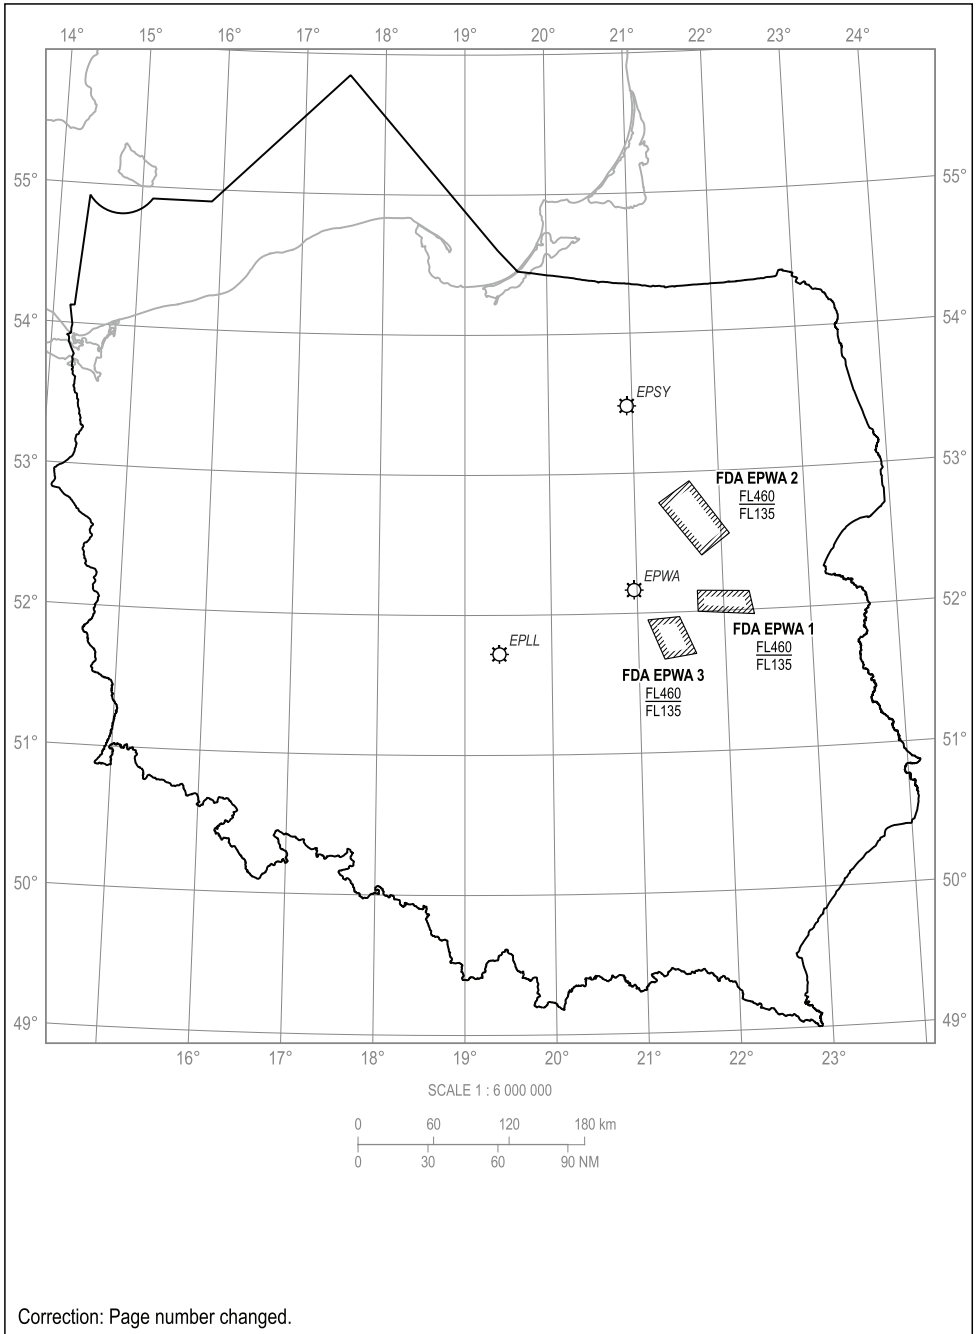 14° 15° 16° 17° 18° 19° 20° 21° 22° 23° 24°
55° 55°
54° 54°
EPSY
53° 53°
FDA EPWA 2
FL460
FL135
EPWA
52° 52°
FDA EPWA 1
FL460
FL135
EPLL
FDA EPWA 3
FL460
FL135
51° 51°
50° 50°
49° 49°
16° 17° 18° 19° 20° 21° 22° 23°
SCALE 1 : 6 000 000
0 60 120 180 km
0 30 60 90 NM
Correction: Page number changed.